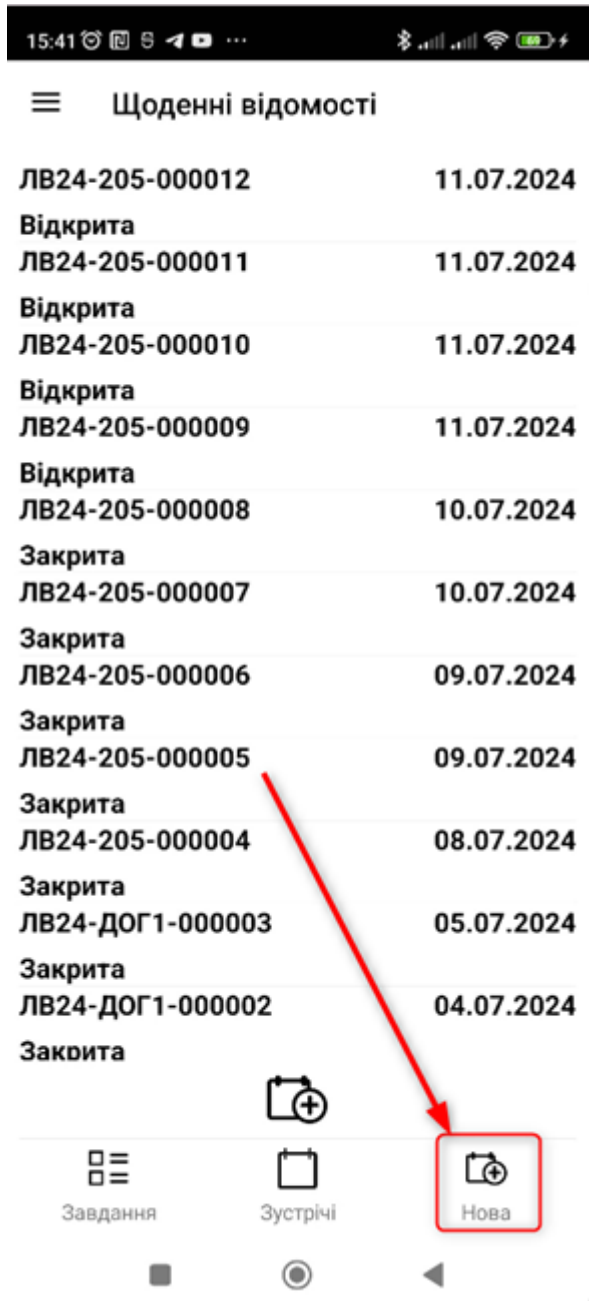 15:41 69
Щоденні відомості
ЛВ24-205-000012 11.07.2024
Відкрита
ЛВ24-205-000011 11.07.2024
Відкрита
ЛВ24-205-000010 11.07.2024
Відкрита
ЛВ24-205-000009 11.07.2024
Відкрита
ЛВ24-205-000008 10.07.2024
Закрита
ЛВ24-205-000007 10.07.2024
Закрита
ЛВ24-205-000006 09.07.2024
Закрита
ЛВ24-205-000005 09.07.2024
Закрита
ЛВ24-205-000004 08.07.2024
Закрита
ЛВ24-ДОГ1-000003 05.07.2024
Закрита
ЛВ24-ДОГ1-000002 04.07.2024
Закрита
Завдання Зустрічі Нова